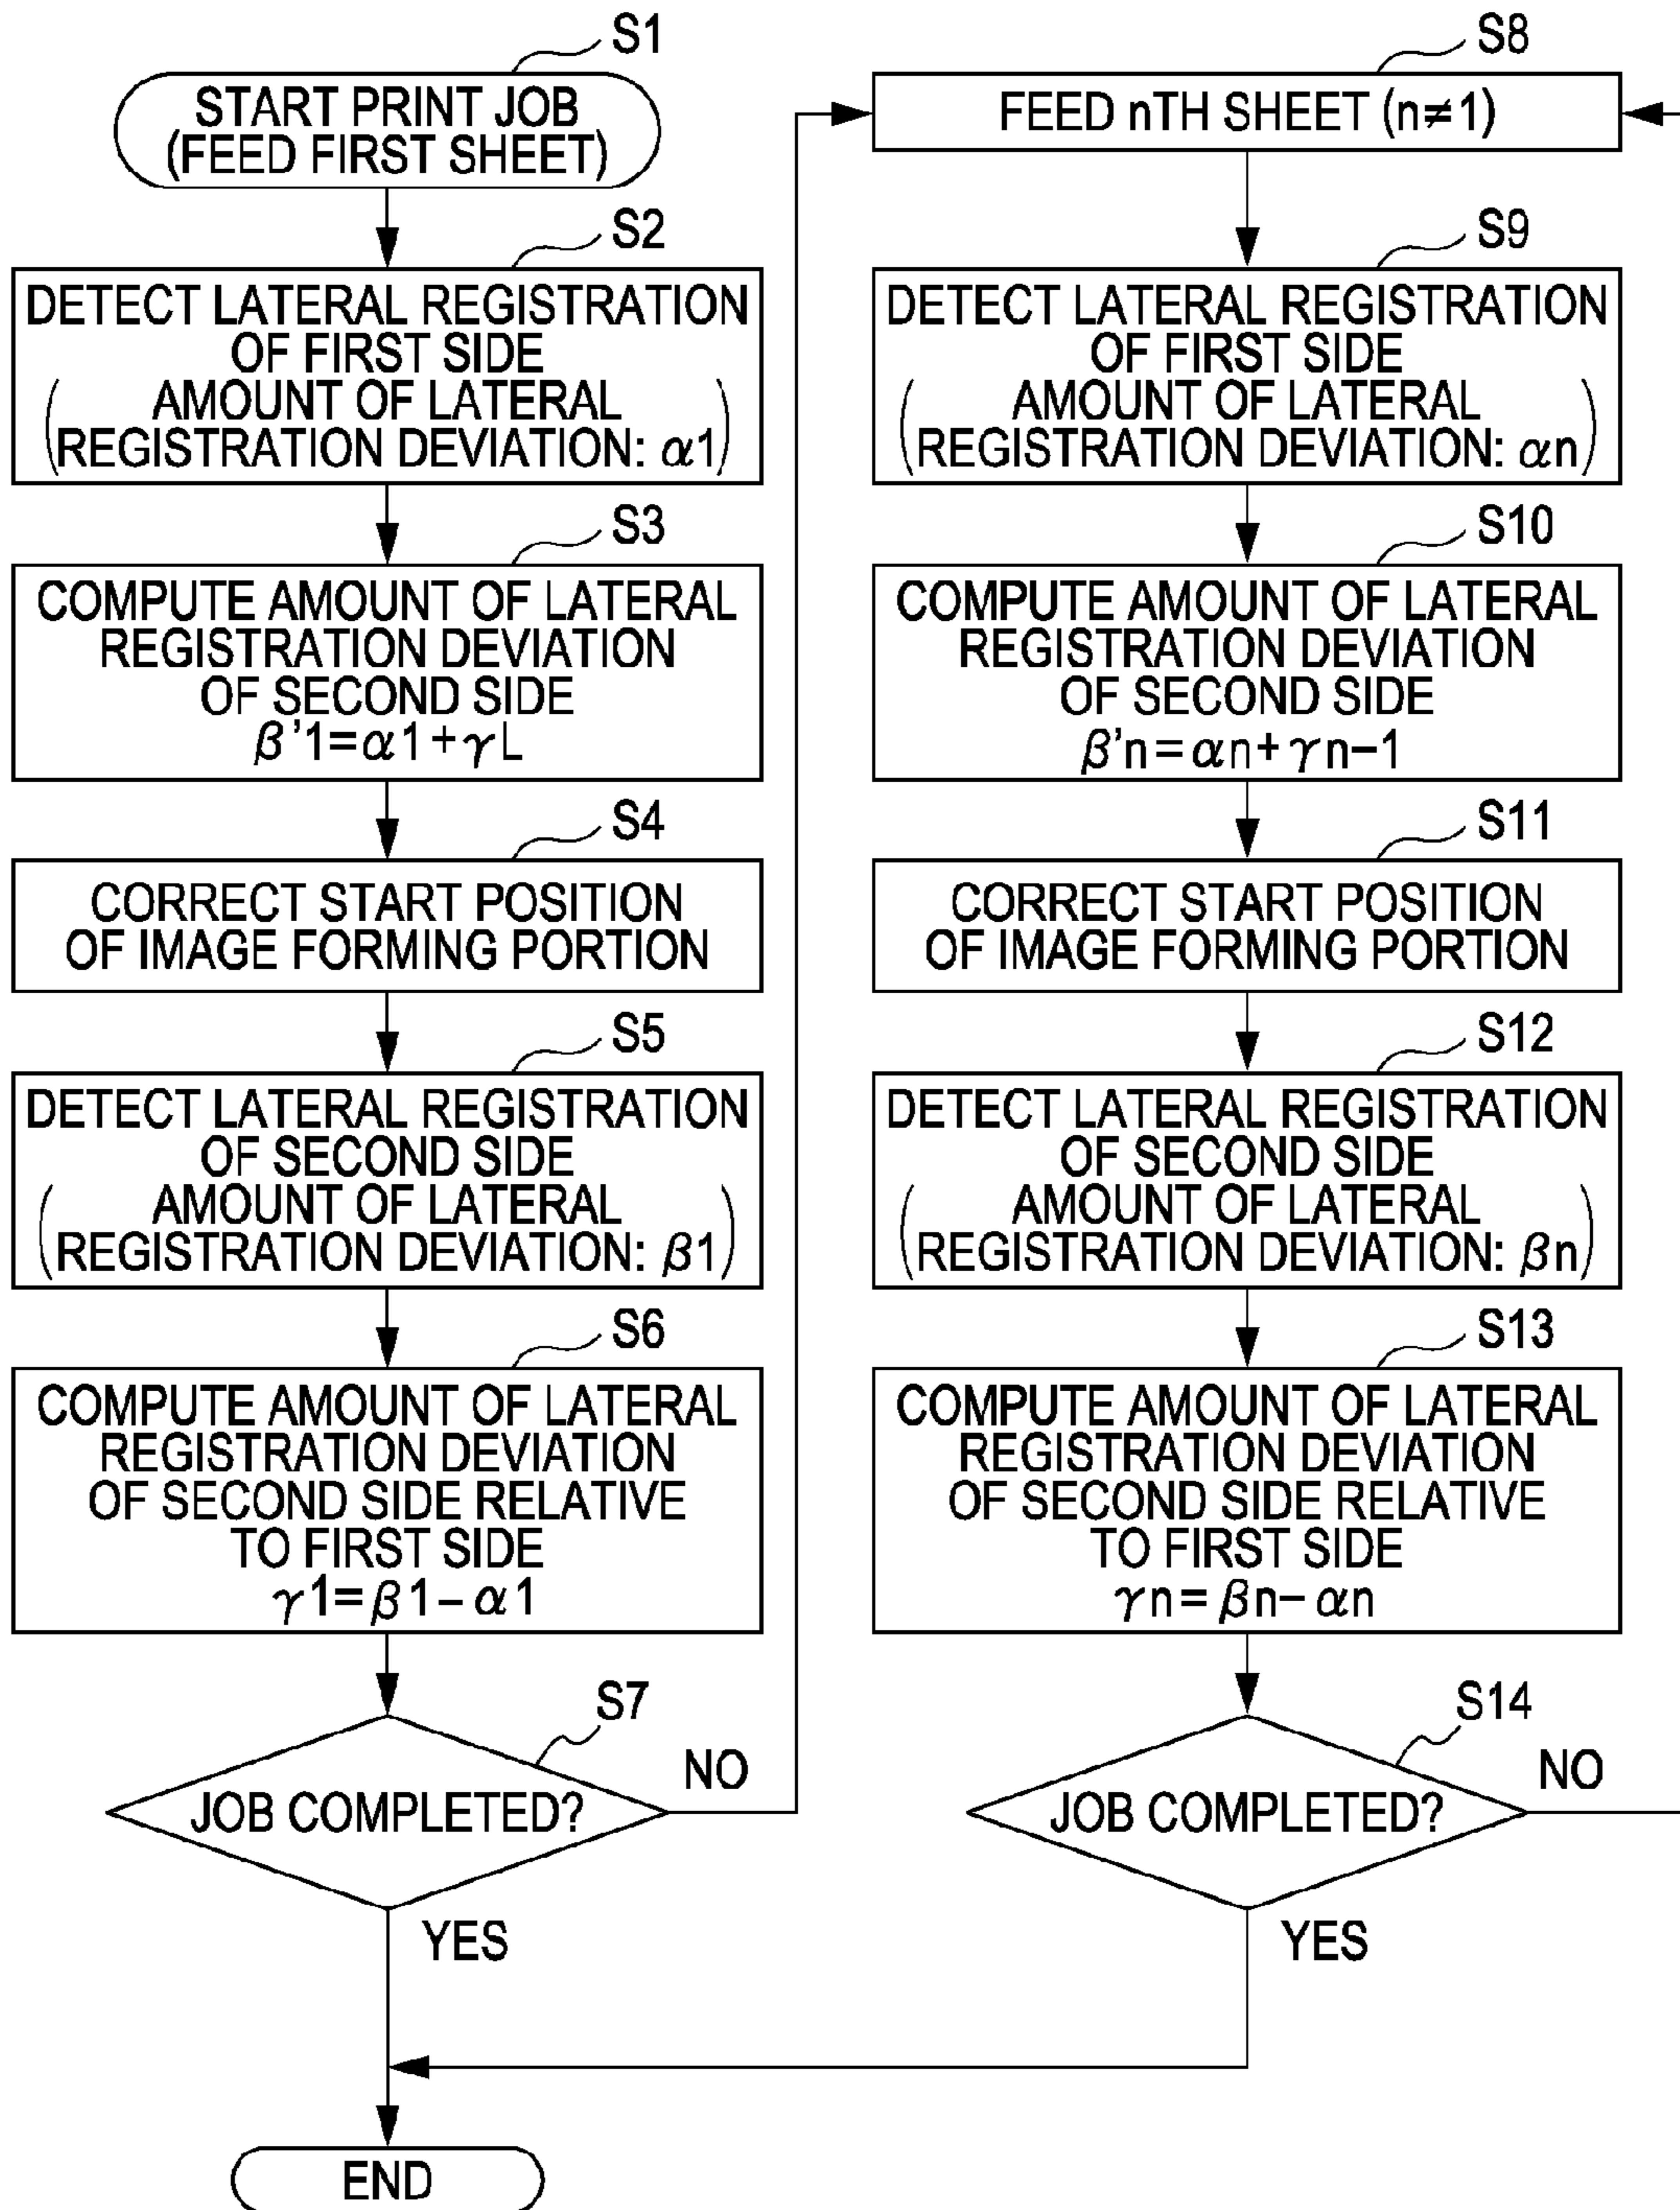 S1
START PRINT JOB
(FEED FIRST SHEET)
S2
DETECT LATERAL REGISTRATION
OF FIRST SIDE
(AMOUNT OF LATERAL
REGISTRATION DEVIATION: α1)
S3
COMPUTE AMOUNT OF LATERAL
REGISTRATION DEVIATION
OF SECOND SIDE
β'1=α1+γL
S4
CORRECT START POSITION
OF IMAGE FORMING PORTION
S5
DETECT LATERAL REGISTRATION
OF SECOND SIDE
(AMOUNT OF LATERAL
REGISTRATION DEVIATION: β1)
S6
COMPUTE AMOUNT OF LATERAL
REGISTRATION DEVIATION
OF SECOND SIDE RELATIVE
TO FIRST SIDE
γ1=β1-α1
S7
JOB COMPLETED?
NO
YES
END
S8
FEED nTH SHEET (n≠1)
S9
DETECT LATERAL REGISTRATION
OF FIRST SIDE
(AMOUNT OF LATERAL
REGISTRATION DEVIATION: αn)
S10
COMPUTE AMOUNT OF LATERAL
REGISTRATION DEVIATION
OF SECOND SIDE
β'n=αn+γn-1
S11
CORRECT START POSITION
OF IMAGE FORMING PORTION
S12
DETECT LATERAL REGISTRATION
OF SECOND SIDE
(AMOUNT OF LATERAL
REGISTRATION DEVIATION: βn)
S13
COMPUTE AMOUNT OF LATERAL
REGISTRATION DEVIATION
OF SECOND SIDE RELATIVE
TO FIRST SIDE
γn=βn-αn
S14
JOB COMPLETED?
NO
YES